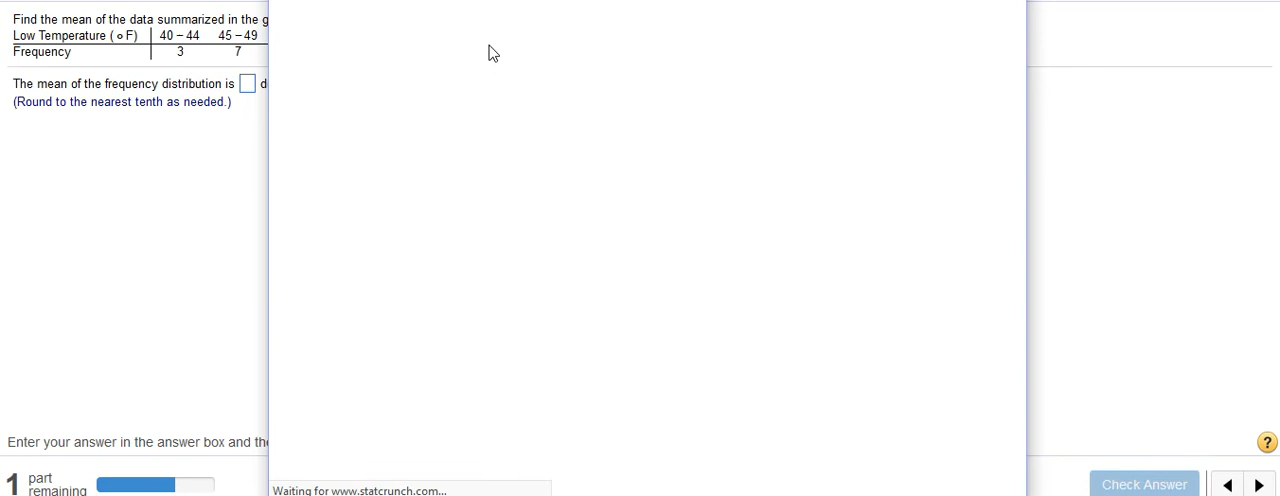 Find the mean of the data summarized in the g
Low Temperature ( ∘ F) 40 – 44 45 – 49
Frequency 3 7
The mean of the frequency distribution is d
(Round to the nearest tenth as needed.)
Enter your answer in the answer box and the
?
1 part remaining
Check Answer
Waiting for www.statcrunch.com...